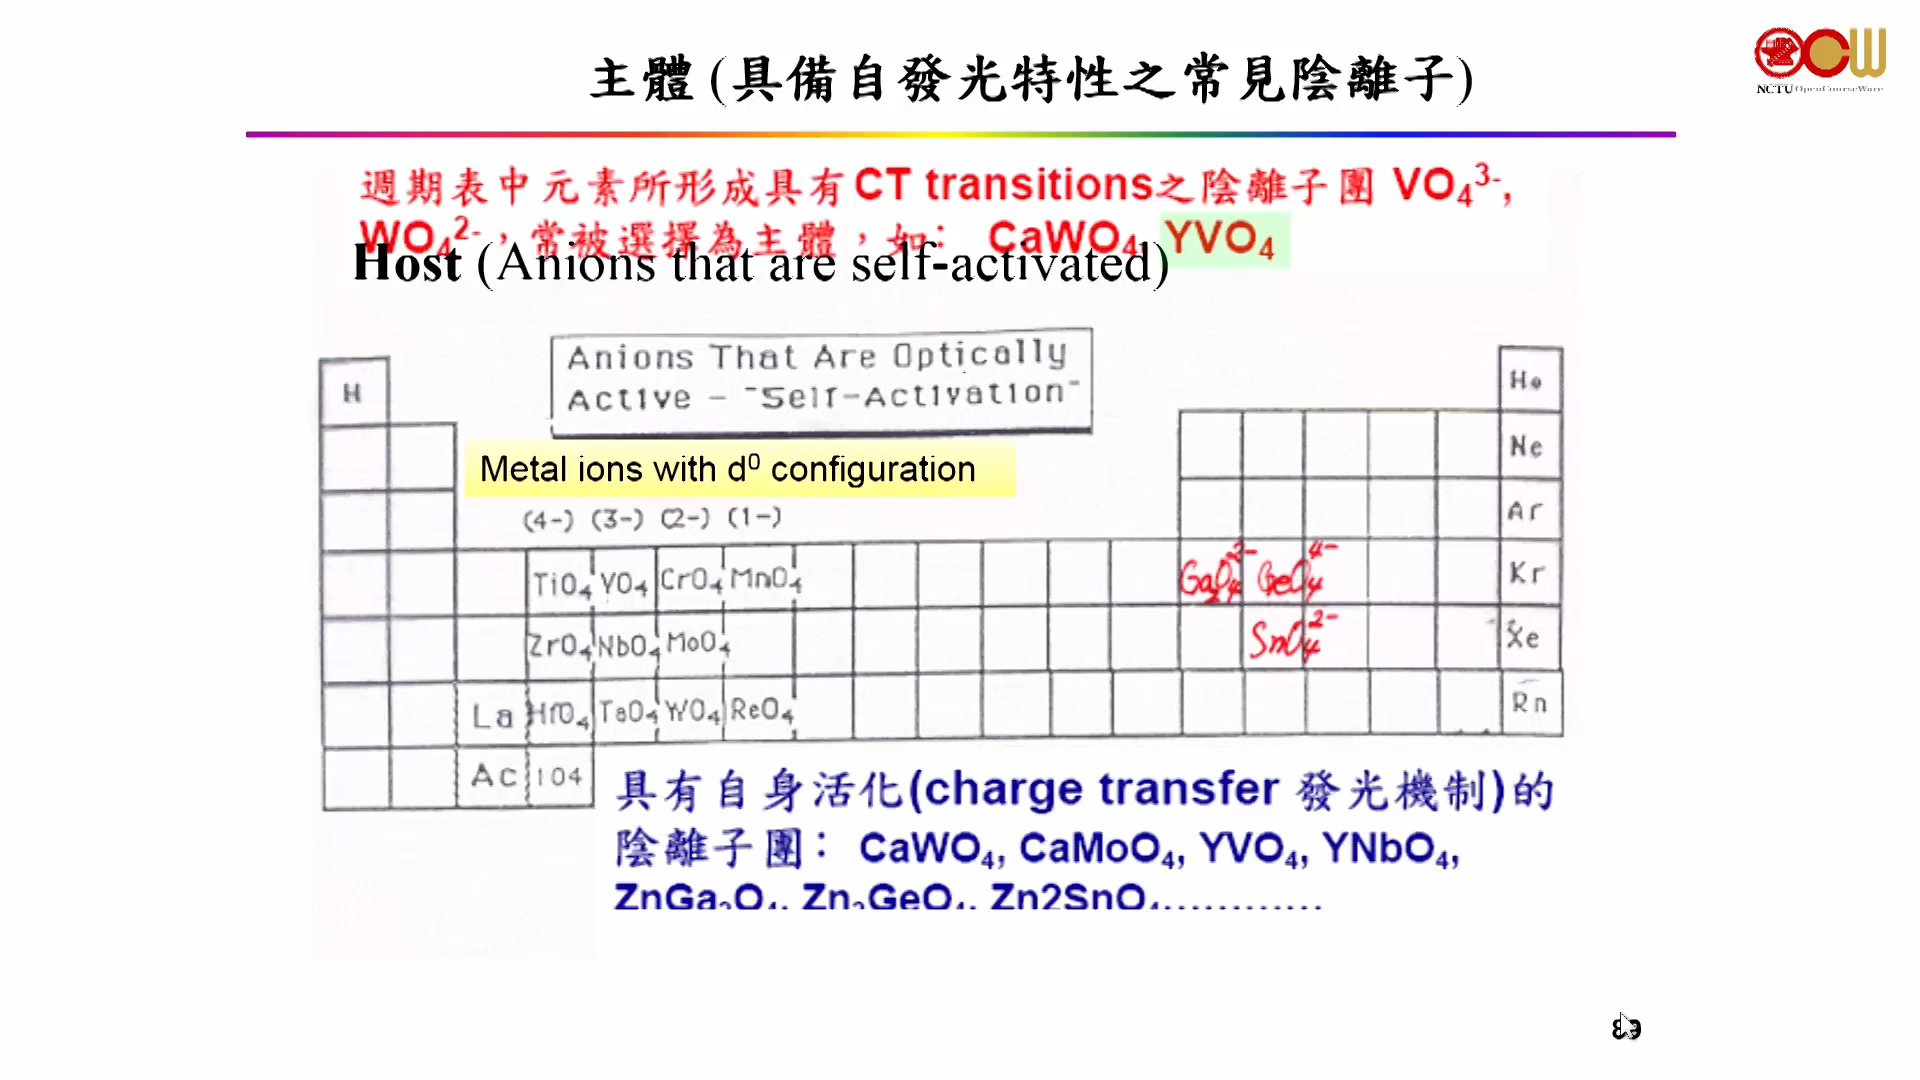 主體 (具備自發光特性之常見陰離子)
NCTU OpenCourseWare
週期表中元素所形成具有CT transitions之陰離子團 VO₄³⁻,
WO₄²⁻，常被選擇為主體，如： CaWO₄, YVO₄
Host (Anions that are self-activated)
Anions That Are Optically
Active - "Self-Activation"
H
He
Metal ions with d⁰ configuration
Ne
(4-) (3-) (2-) (1-)
Ar
TiO₄ VO₄ CrO₄ MnO₄ Ga₂O₄²⁻ GeO₄⁴⁻ Kr
ZrO₄ NbO₄ MoO₄ SnO₄²⁻ Xe
La HfO₄ TaO₄ WO₄ ReO₄ Rn
Ac 104
具有自身活化(charge transfer 發光機制)的
陰離子團： CaWO₄, CaMoO₄, YVO₄, YNbO₄,
ZnGa₂O₄, Zn₂GeO₄, Zn2SnO₄…………